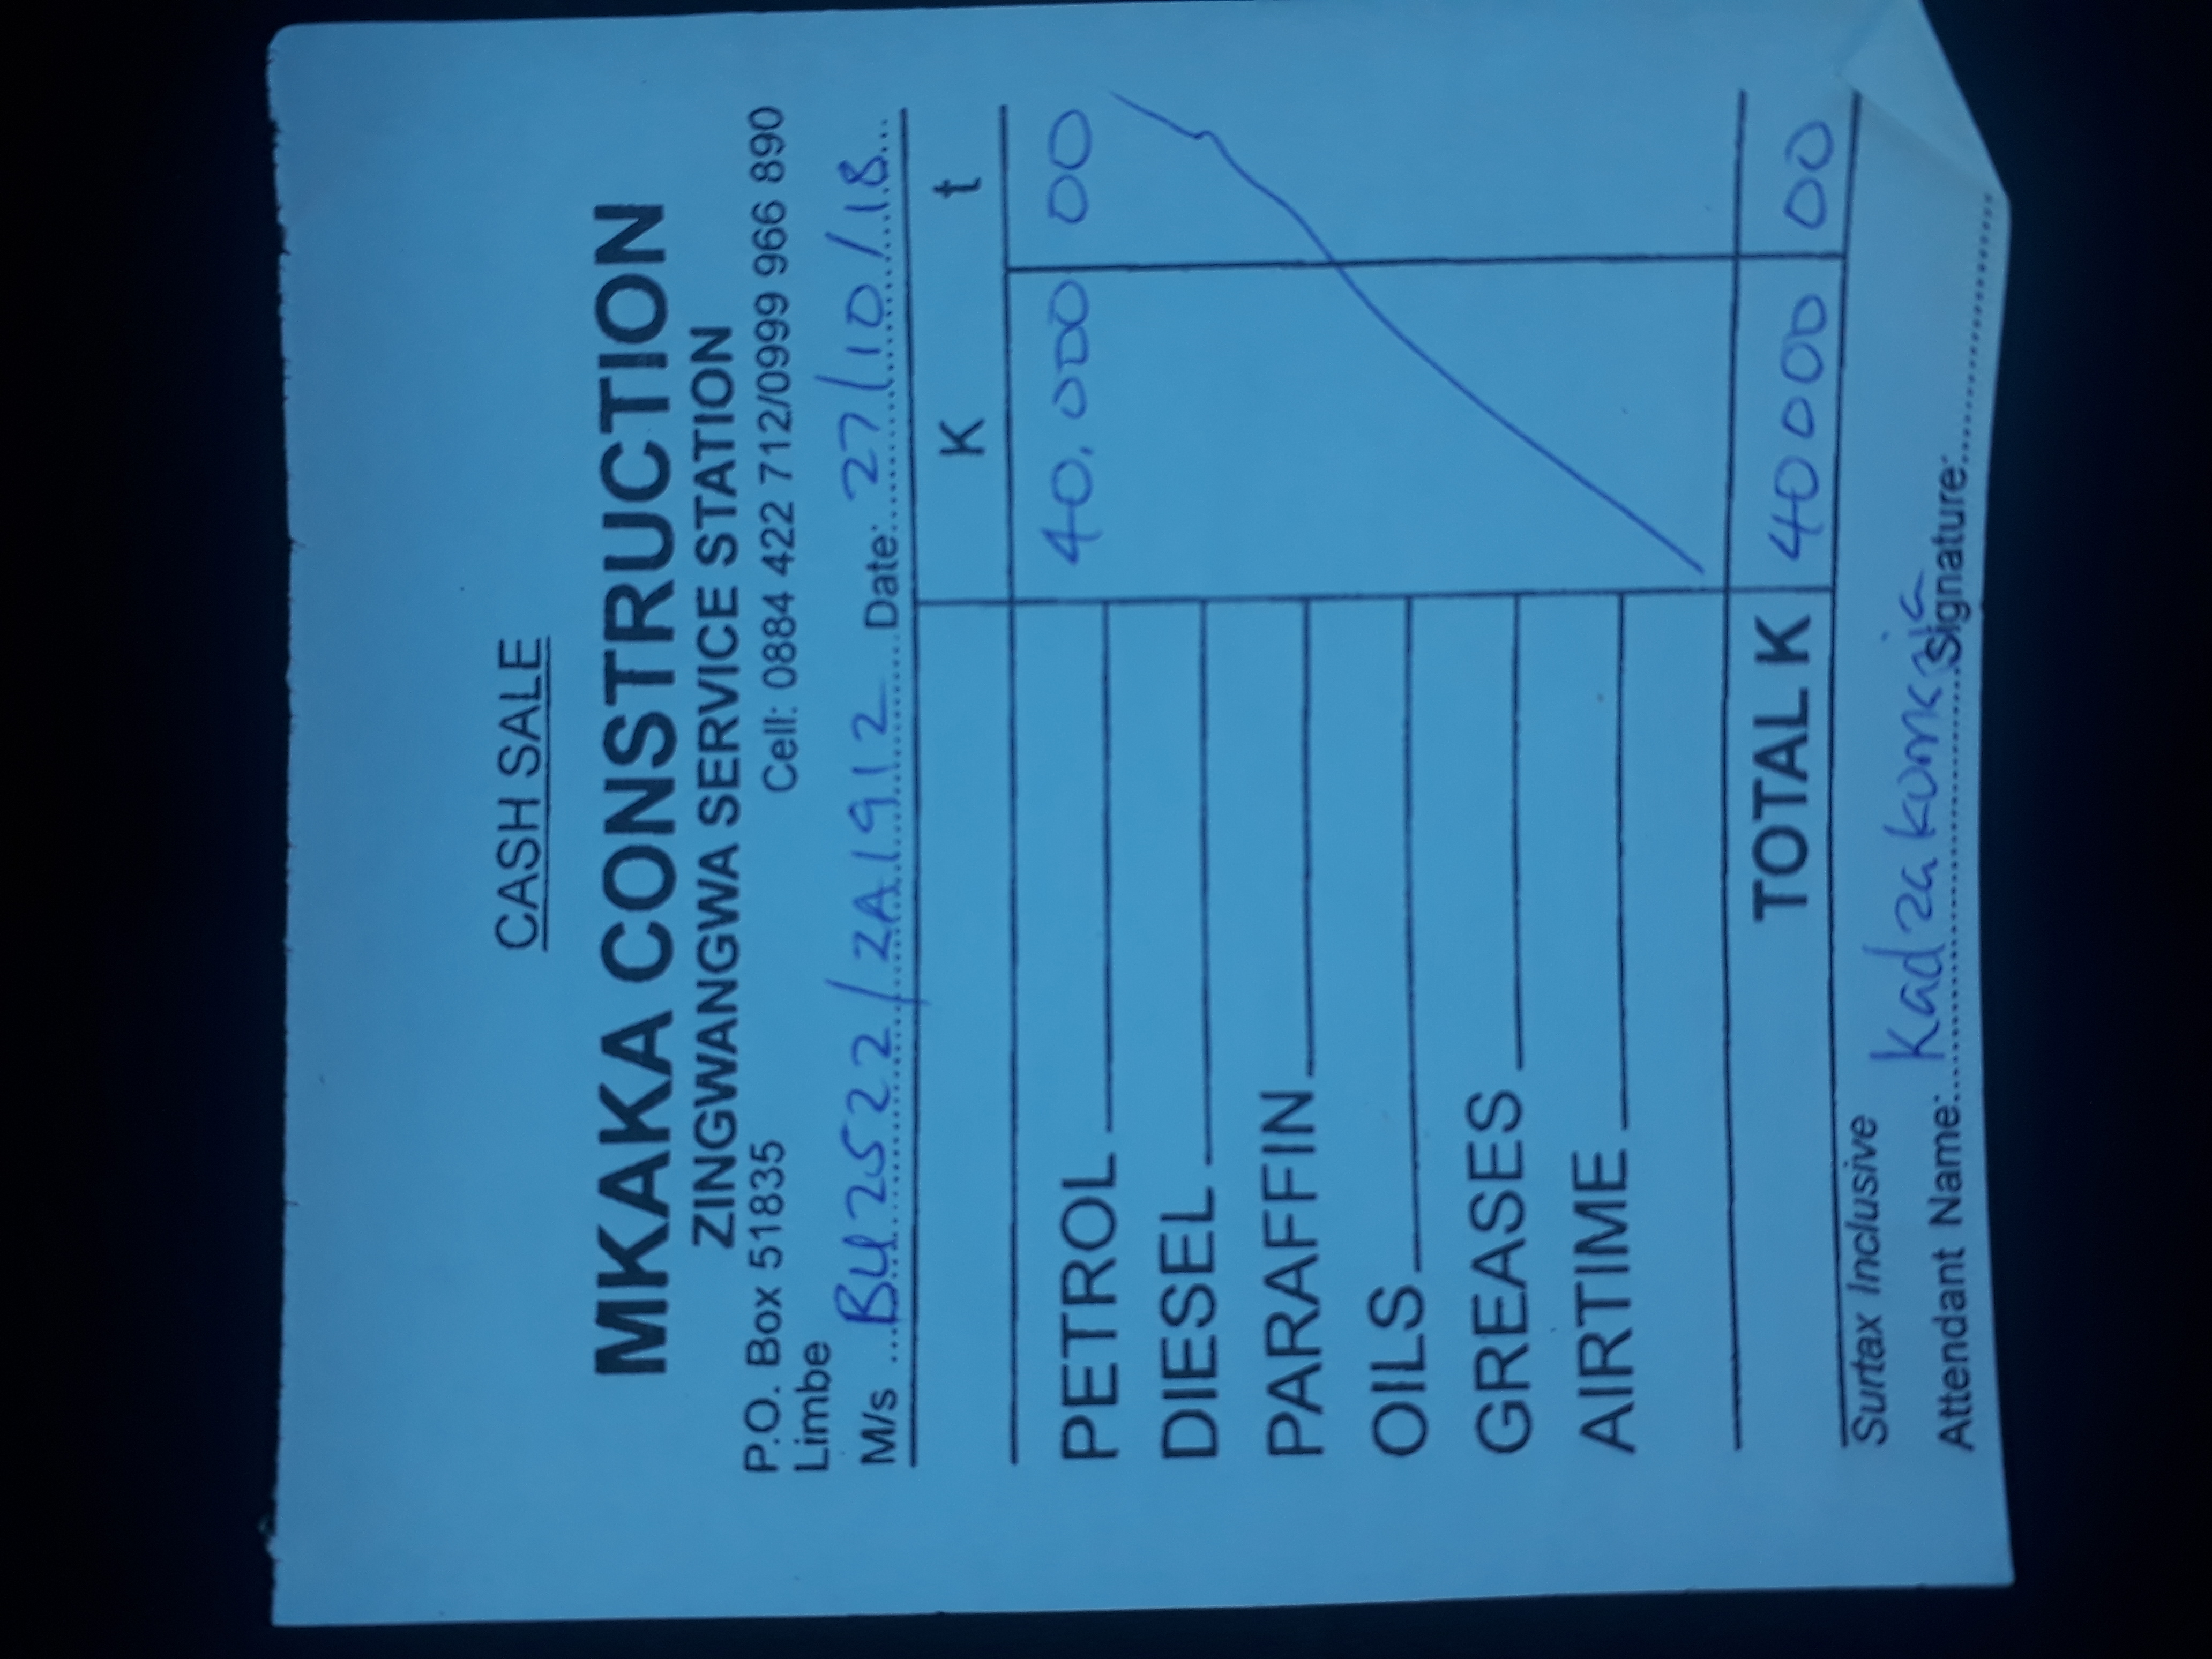 CASH SALE
MKAKA CONSTRUCTION
ZINGWANGWA SERVICE STATION
P.O. Box 51835 Cell: 0884 422 712/0999 966 890
Limbe
M/s BU 2522/ZA1912 Date: 27/10/18
K t
PETROL 40,000 00
DIESEL
PARAFFIN
OILS
GREASES
AIRTIME
TOTAL K 40000 00
Surtax Inclusive
Attendant Name: Signature: